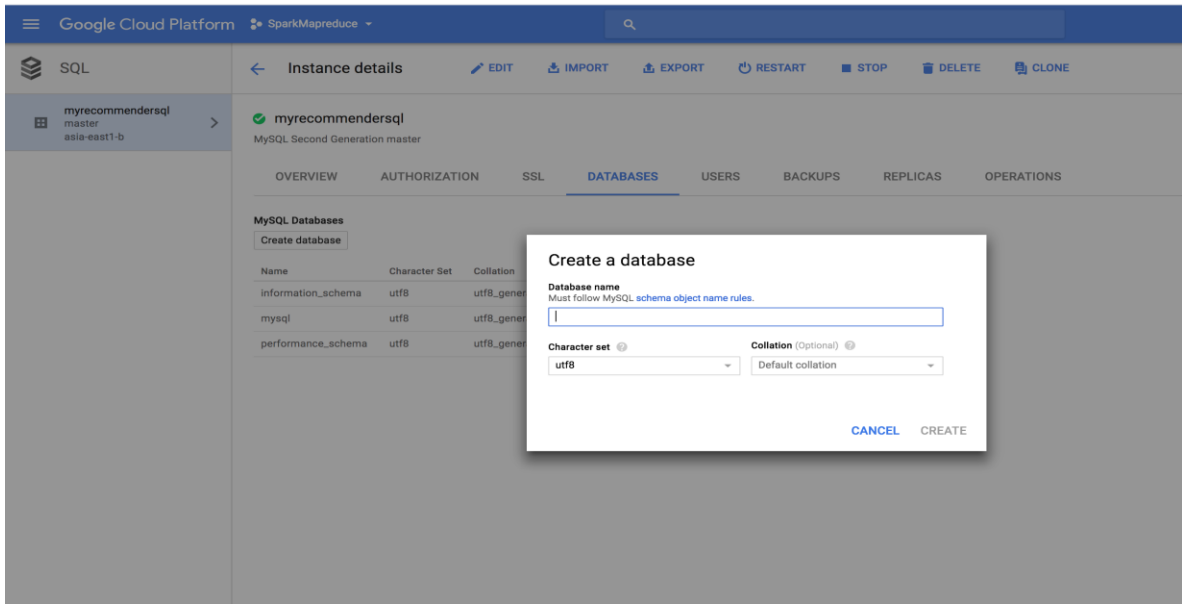 Google Cloud Platform SparkMapreduce
SQL
Instance details EDIT IMPORT EXPORT RESTART STOP DELETE CLONE
myrecommendersql
master
asia-east1-b
myrecommendersql
MySQL Second Generation master
OVERVIEW AUTHORIZATION SSL DATABASES USERS BACKUPS REPLICAS OPERATIONS
MySQL Databases
Create database
Name Character Set Collation
information_schema utf8 utf8_gener
mysql utf8 utf8_gener
performance_schema utf8 utf8_gener
Create a database
Database name
Must follow MySQL schema object name rules.
Character set Collation (Optional)
utf8 Default collation
CANCEL CREATE